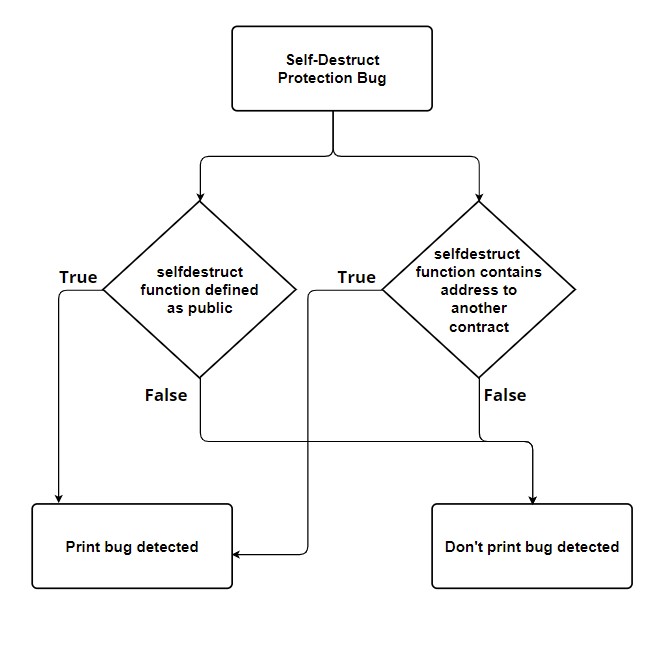 Self-Destruct
Protection Bug
True
selfdestruct
function defined
as public
False
True
selfdestruct
function contains
address to
another
contract
False
Print bug detected
Don't print bug detected